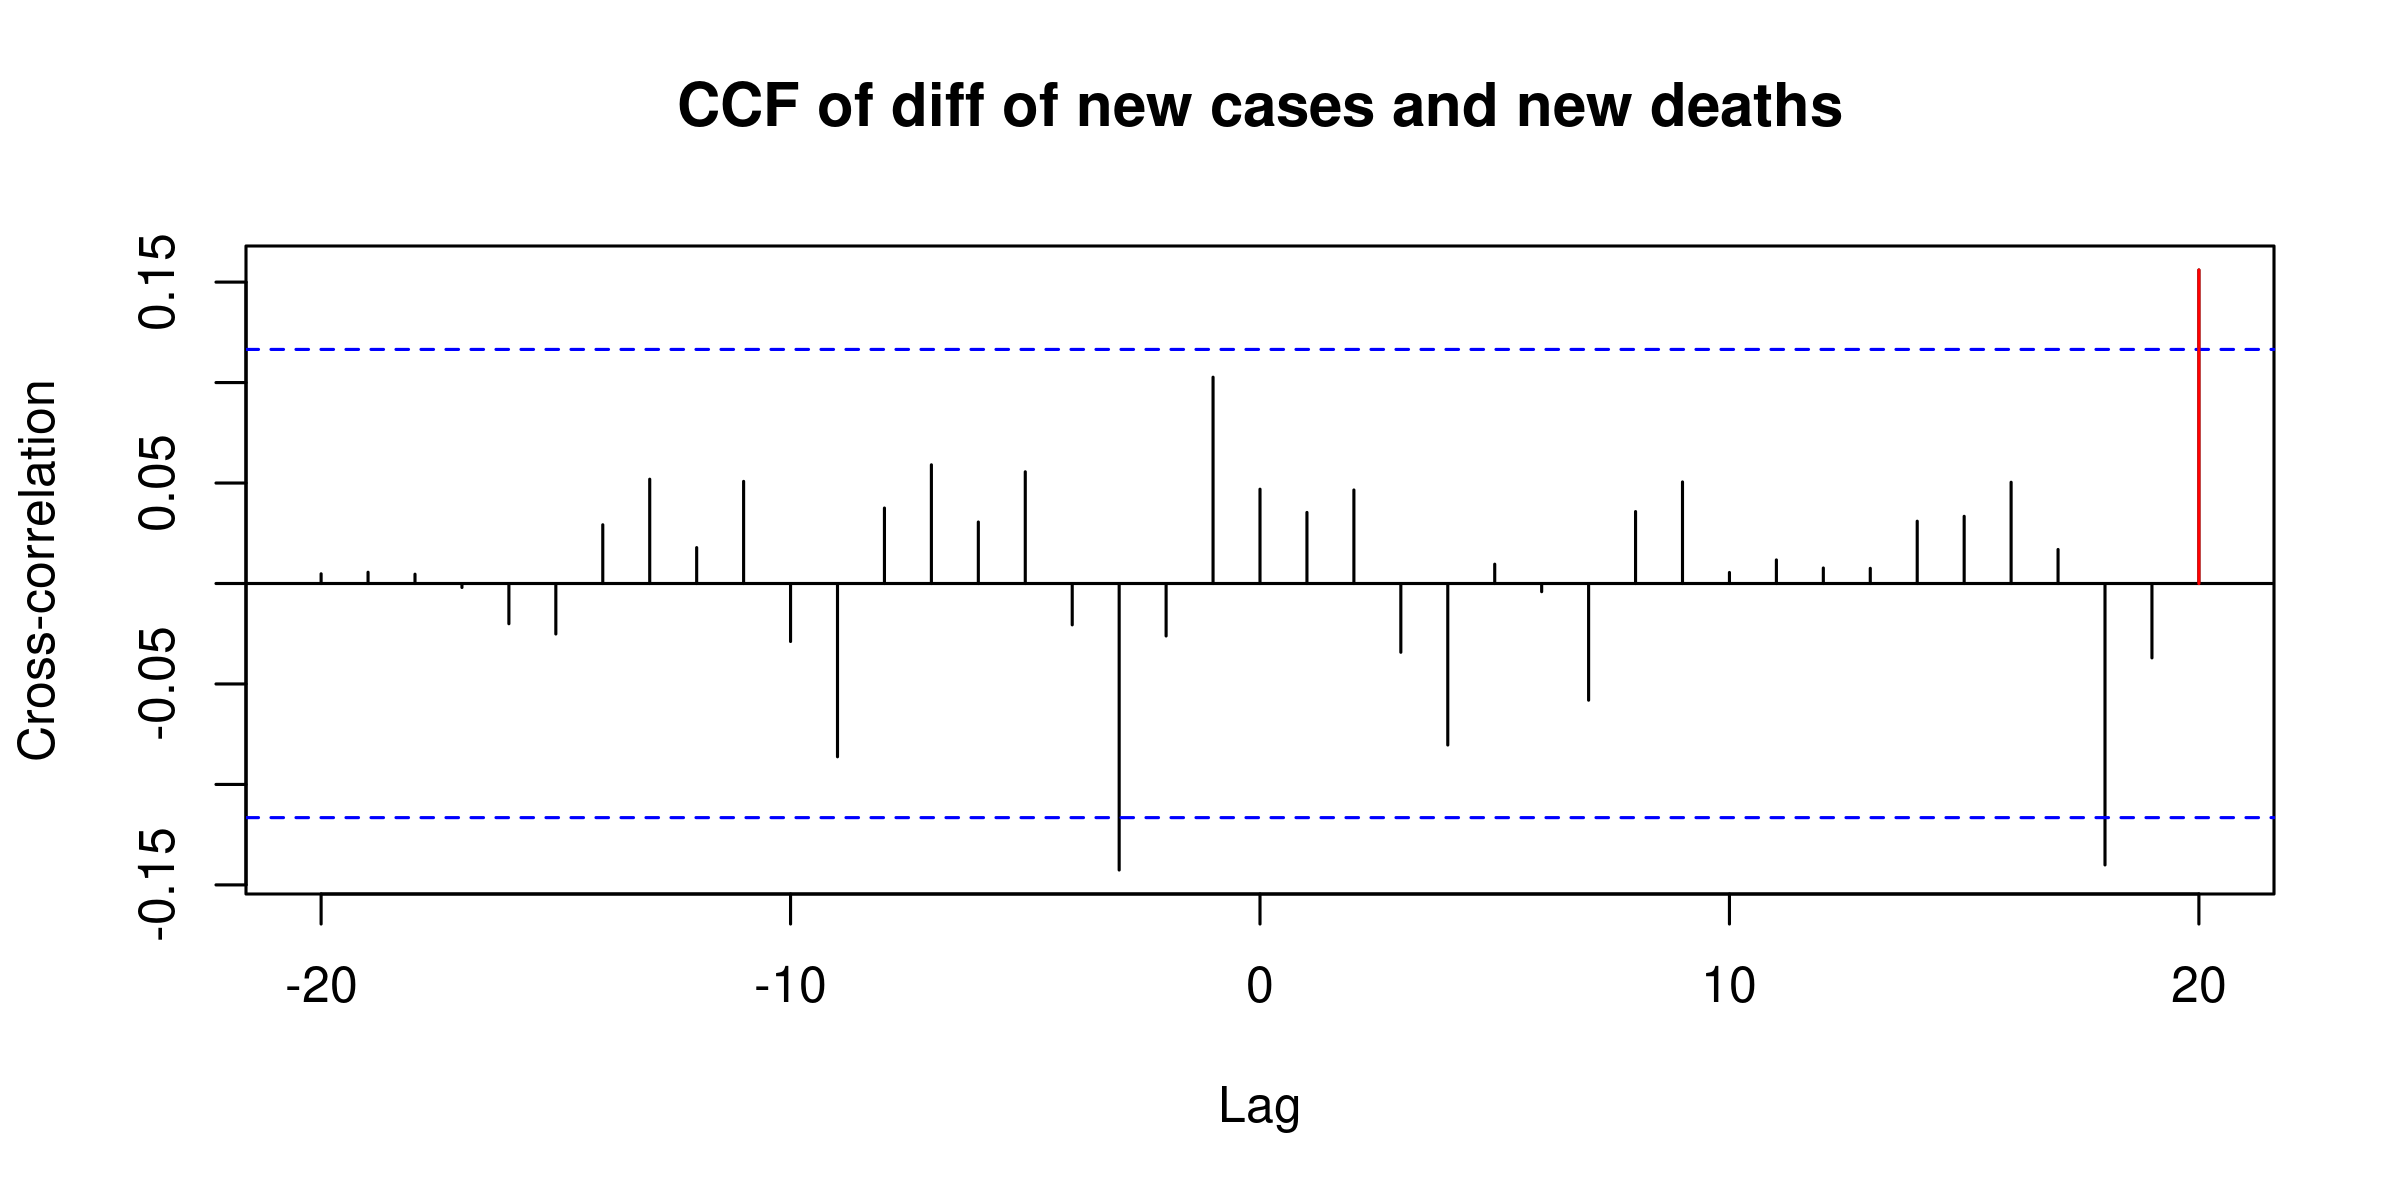 CCF of diff of new cases and new deaths
Cross-correlation
0.15
0.05
-0.05
-0.15
-20 -10 0 10 20
Lag